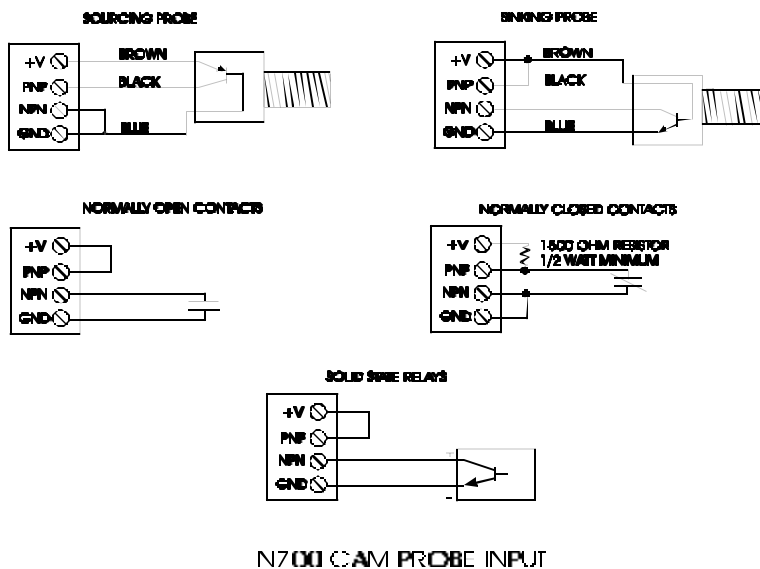 SOURCING PROBE
+V
PNP
NPN
GND
BROWN
BLACK
BLUE
SINKING PROBE
+V
PNP
NPN
GND
BROWN
BLACK
BLUE
NORMALLY OPEN CONTACTS
+V
PNP
NPN
GND
NORMALLY CLOSED CONTACTS
+V
PNP
NPN
GND
1500 OHM RESISTOR
1/2 WATT MINIMUM
SOLID STATE RELAYS
+V
PNP
NPN
GND
+
-
N700 CAM PROBE INPUT